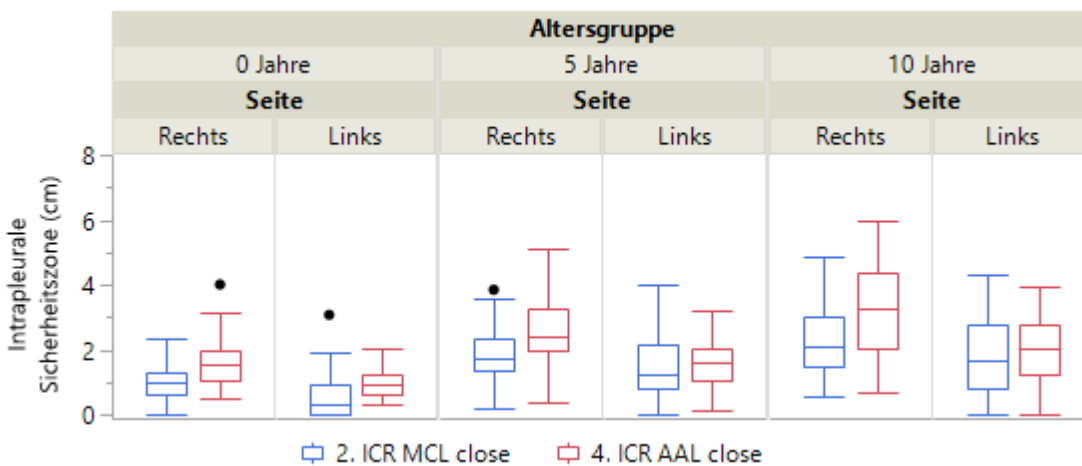 Altersgruppe
0 Jahre 5 Jahre 10 Jahre
Seite Seite Seite
Rechts Links Rechts Links Rechts Links
Intrapleurale
Sicherheitszone (cm)
8
6
4
2
0
2. ICR MCL close 4. ICR AAL close